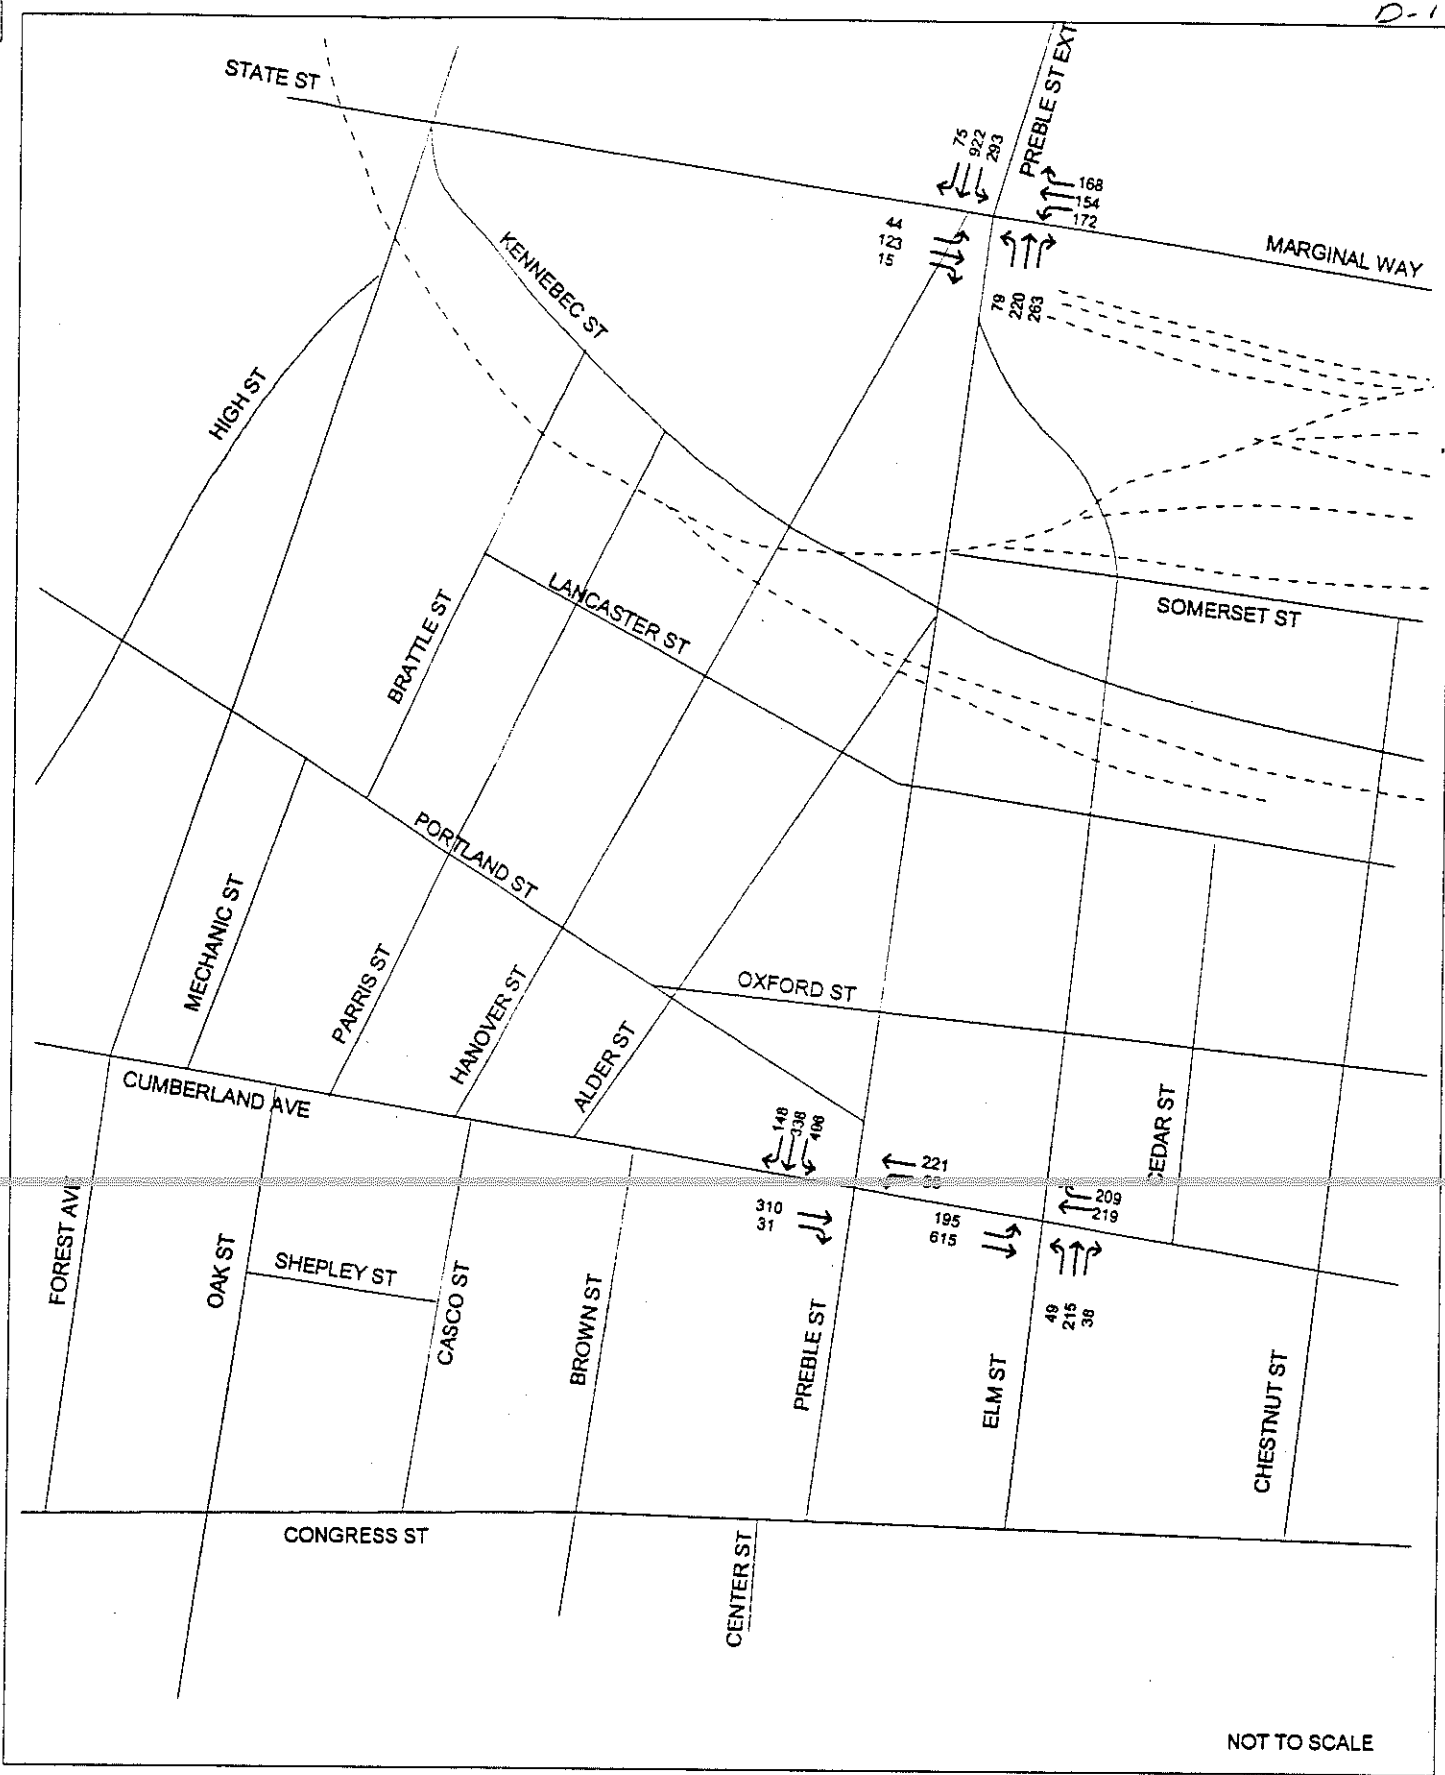 D-1
STATE ST
PREBLE ST EXT
75
922
293
168
154
172
44
123
15
79
220
263
MARGINAL WAY
KENNEBEC ST
HIGH ST
BRATTLE ST
LANCASTER ST
SOMERSET ST
PORTLAND ST
MECHANIC ST
PARRIS ST
HANOVER ST
ALDER ST
OXFORD ST
CUMBERLAND AVE
CEDAR ST
148
338
221
310
31
195
615
209
219
49
215
38
FOREST AVE
OAK ST
SHEPLEY ST
CASCO ST
BROWN ST
PREBLE ST
ELM ST
CHESTNUT ST
CONGRESS ST
CENTER ST
NOT TO SCALE